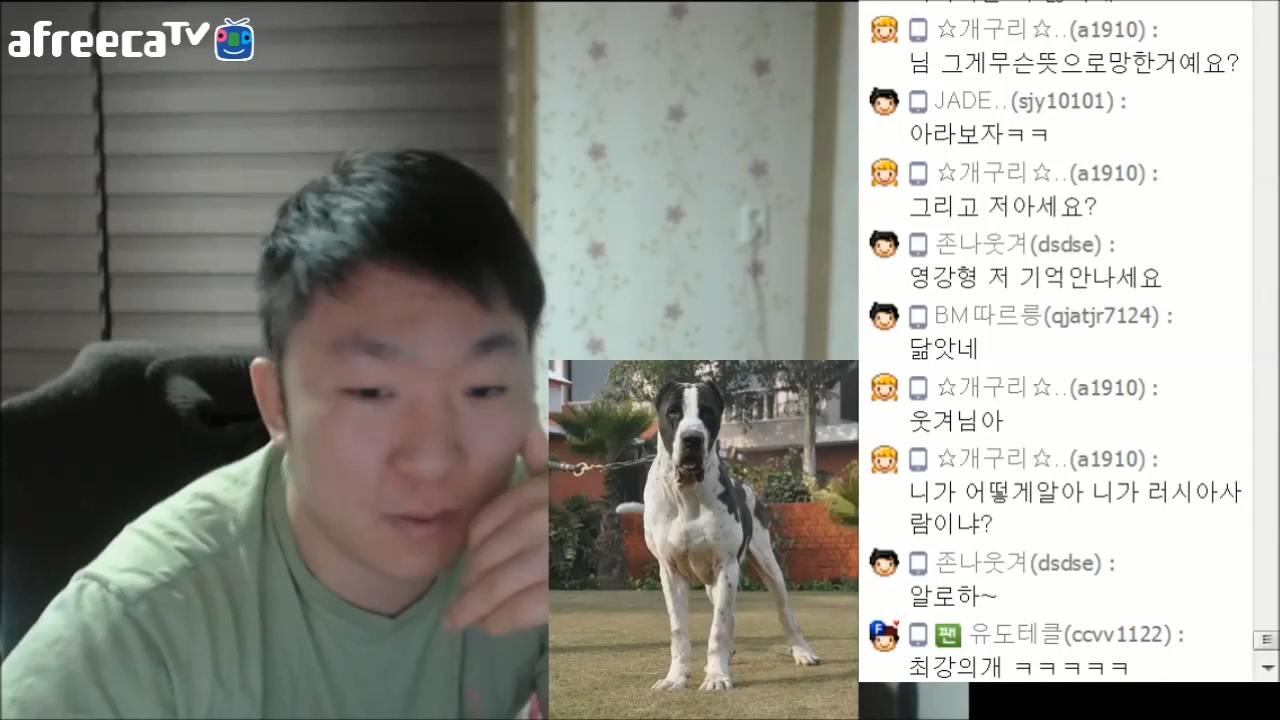 afreecaTV
☆개구리☆..(a1910) :
님 그게무슨뜻으로망한거예요?
JADE..(sjy10101) :
아라보자ㅋㅋ
☆개구리☆..(a1910) :
그리고 저아세요?
존나웃겨(dsdse) :
영강형 저 기억안나세요
BM따르릉(qjatjr7124) :
닮앗네
☆개구리☆..(a1910) :
웃겨님아
☆개구리☆..(a1910) :
니가 어떻게알아 니가 러시아사
람이냐?
존나웃겨(dsdse) :
알로하~
F 팬 유도테클(ccvv1122) :
최강의개 ㅋㅋㅋㅋㅋ